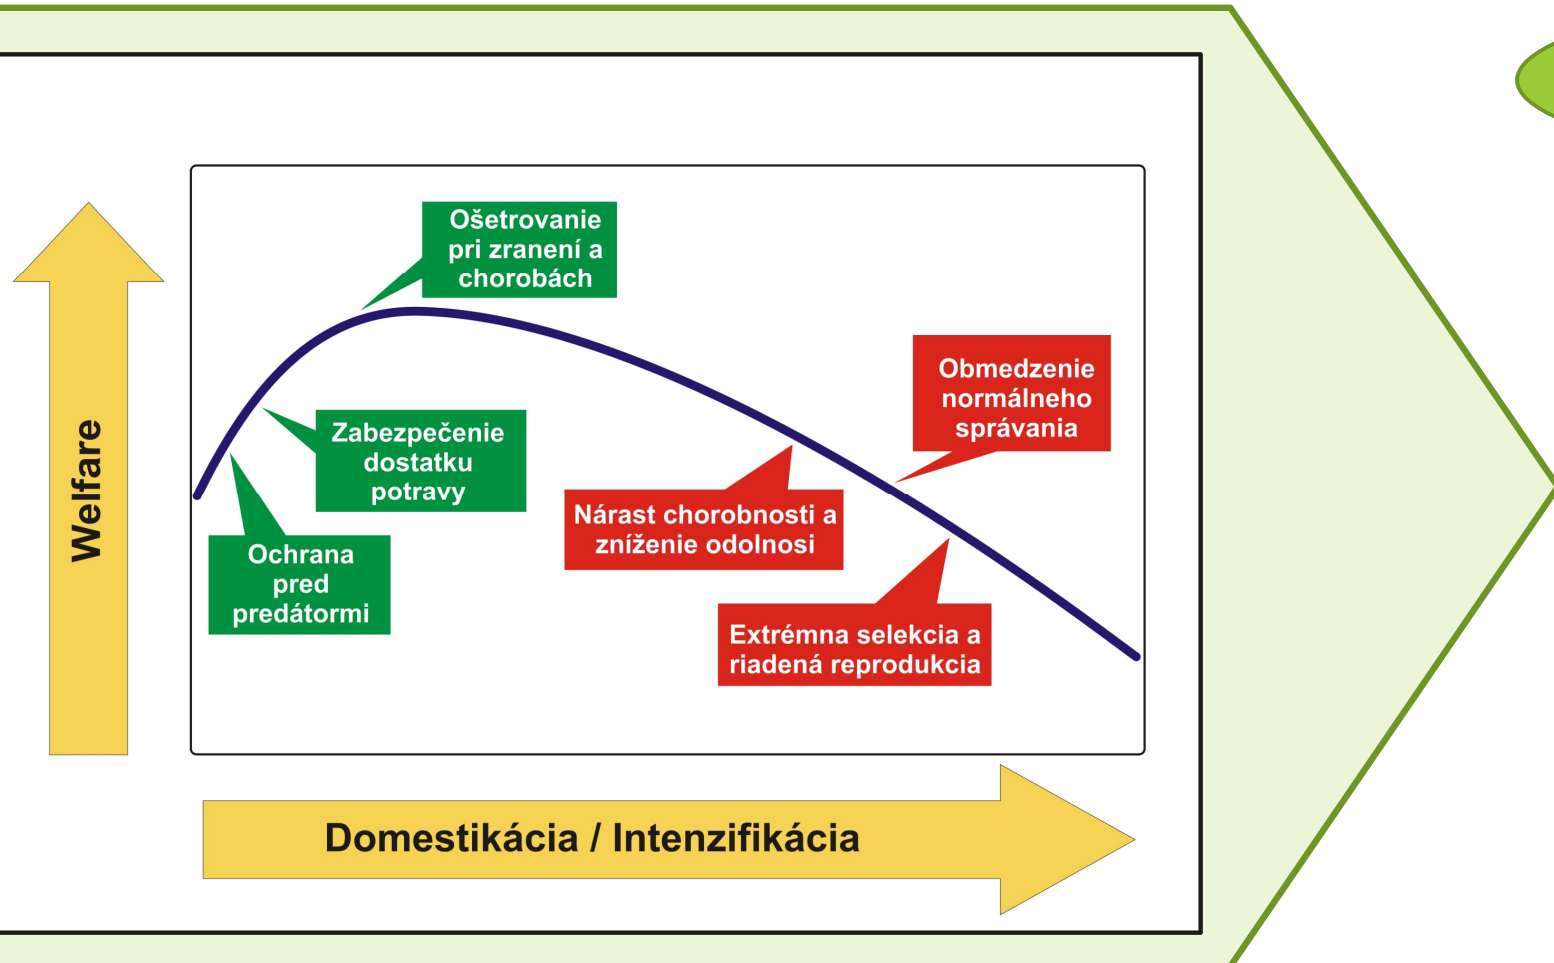 Ošetrovanie
pri zranení a
chorobách
Obmedzenie
normálneho
správania
Zabezpečenie
dostatku
potravy
Nárast chorobnosti a
zníženie odolnosi
Ochrana
pred
predátormi
Extrémna selekcia a
riadená reprodukcia
Welfare
Domestikácia / Intenzifikácia